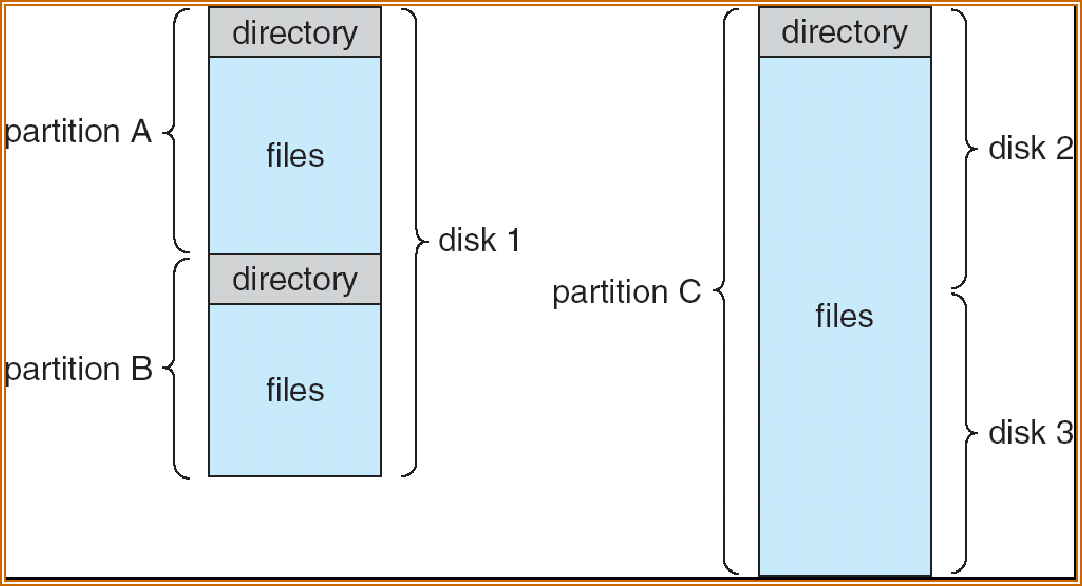 directory
partition A
files
disk 1
directory
partition B
files
directory
disk 2
partition C
files
disk 3